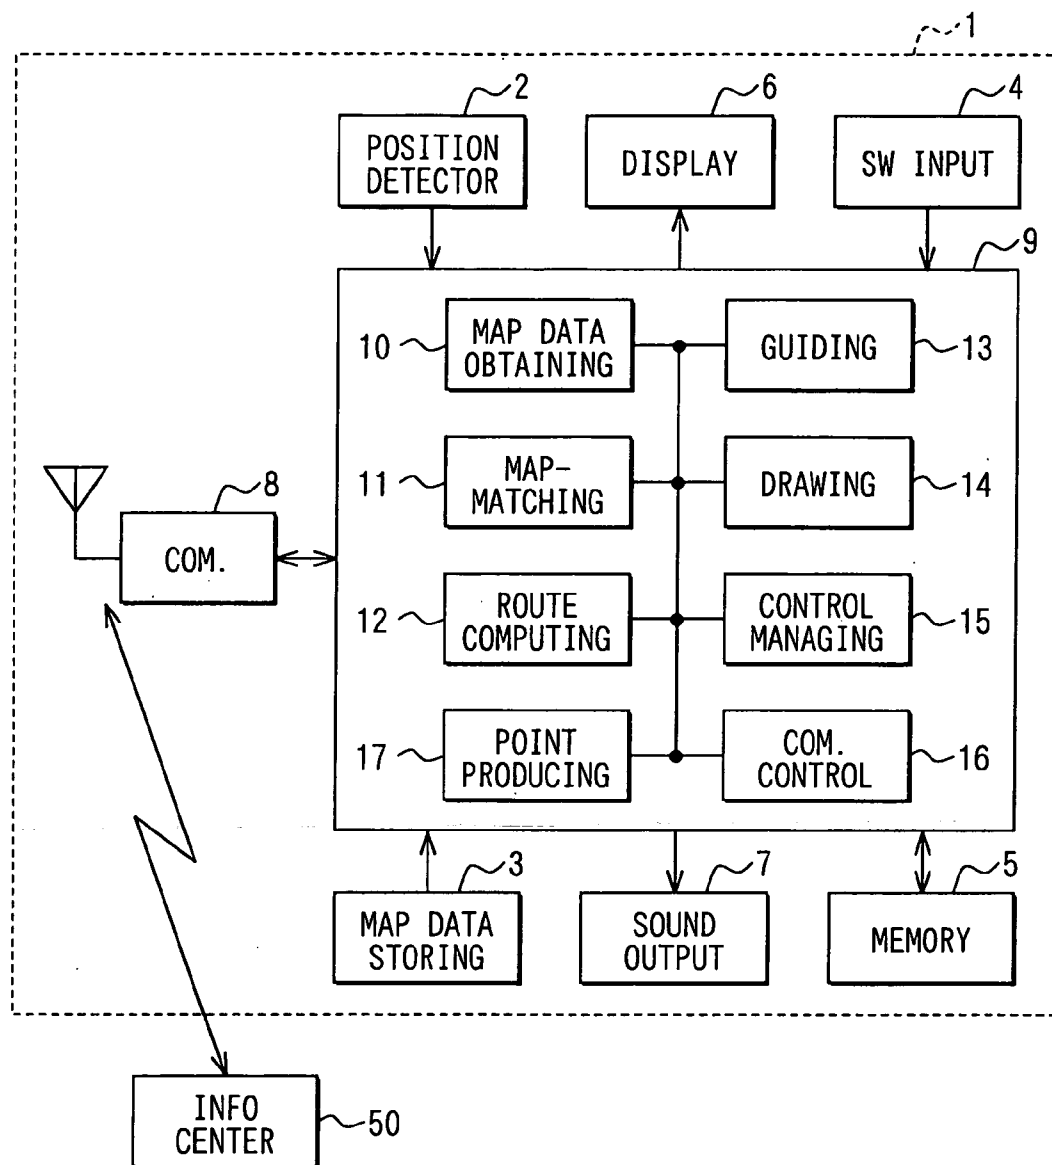 1
2
6
4
POSITION
DETECTOR
DISPLAY
SW INPUT
9
10
MAP DATA
OBTAINING
GUIDING
13
11
MAP-
MATCHING
DRAWING
14
8
COM.
12
ROUTE
COMPUTING
CONTROL
MANAGING
15
17
POINT
PRODUCING
COM.
CONTROL
16
3
7
5
MAP DATA
STORING
SOUND
OUTPUT
MEMORY
INFO
CENTER
50